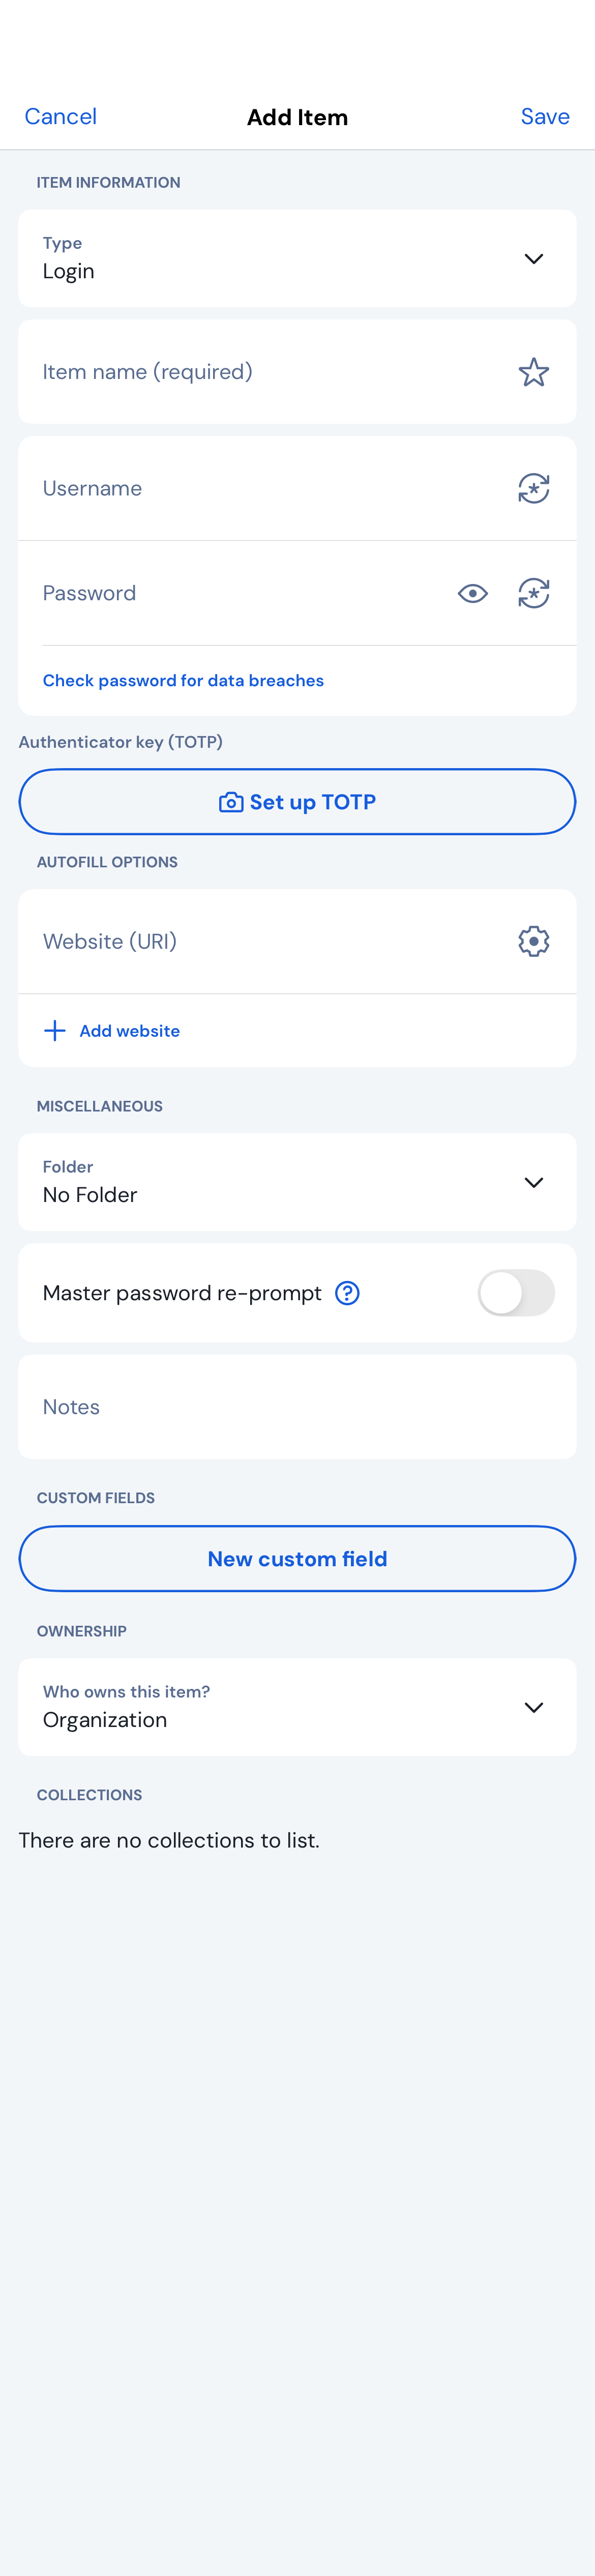 Cancel
Add Item
Save
ITEM INFORMATION
Type
Login
Item name (required)
Username
Password
Check password for data breaches
Authenticator key (TOTP)
Set up TOTP
AUTOFILL OPTIONS
Website (URI)
Add website
MISCELLANEOUS
Folder
No Folder
Master password re-prompt
Notes
CUSTOM FIELDS
New custom field
OWNERSHIP
Who owns this item?
Organization
COLLECTIONS
There are no collections to list.